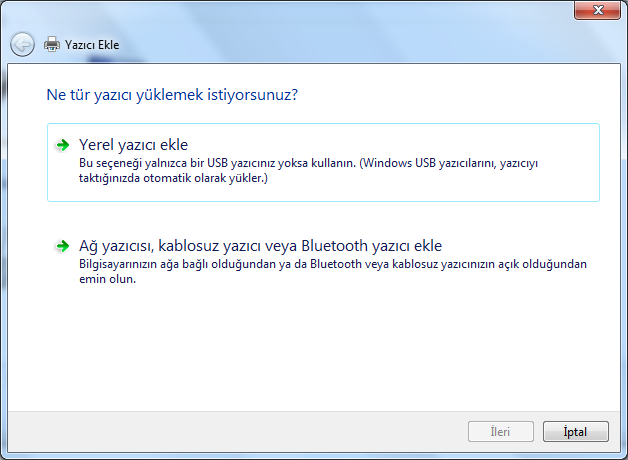 Yazıcı Ekle
Ne tür yazıcı yüklemek istiyorsunuz?
Yerel yazıcı ekle
Bu seçeneği yalnızca bir USB yazıcınız yoksa kullanın. (Windows USB yazıcılarını, yazıcıyı
taktığınızda otomatik olarak yükler.)
Ağ yazıcısı, kablosuz yazıcı veya Bluetooth yazıcı ekle
Bilgisayarınızın ağa bağlı olduğundan ya da Bluetooth veya kablosuz yazıcınızın açık olduğundan
emin olun.
İleri
İptal